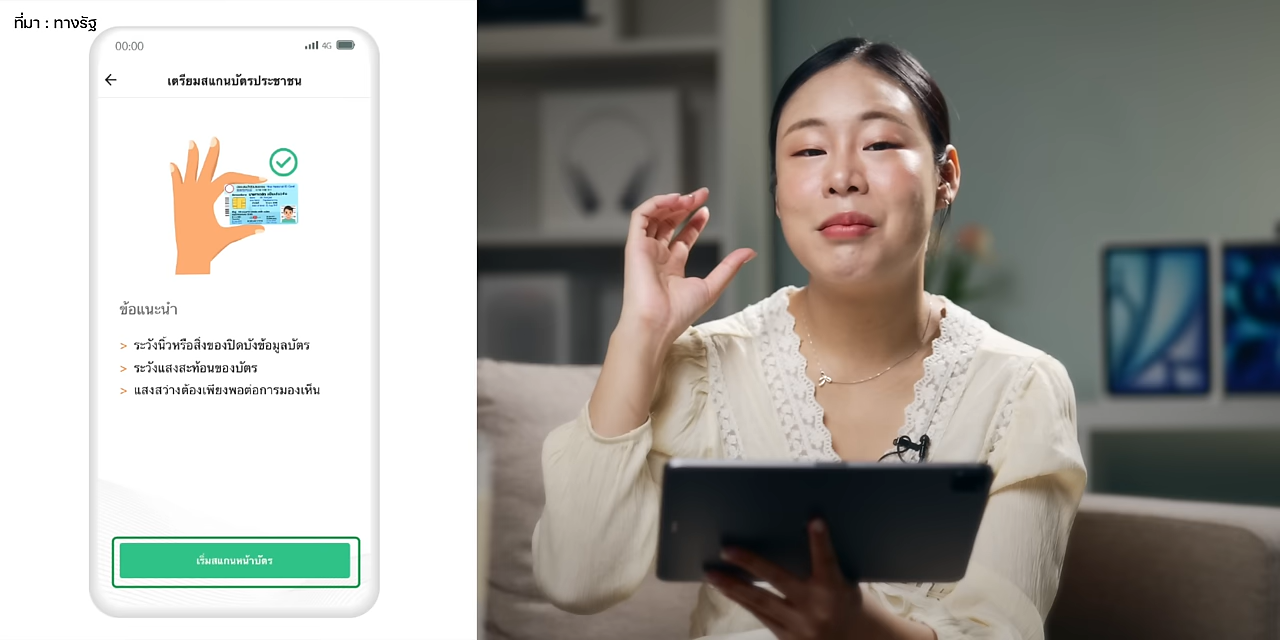 ที่มา : ทางรัฐ
00:00
4G
เตรียมสแกนบัตรประชาชน
ข้อแนะนำ
> ระวังนิ้วหรือสิ่งของปิดบังข้อมูลบัตร
> ระวังแสงสะท้อนของบัตร
> แสงสว่างต้องเพียงพอต่อการมองเห็น
เริ่มสแกนหน้าบัตร